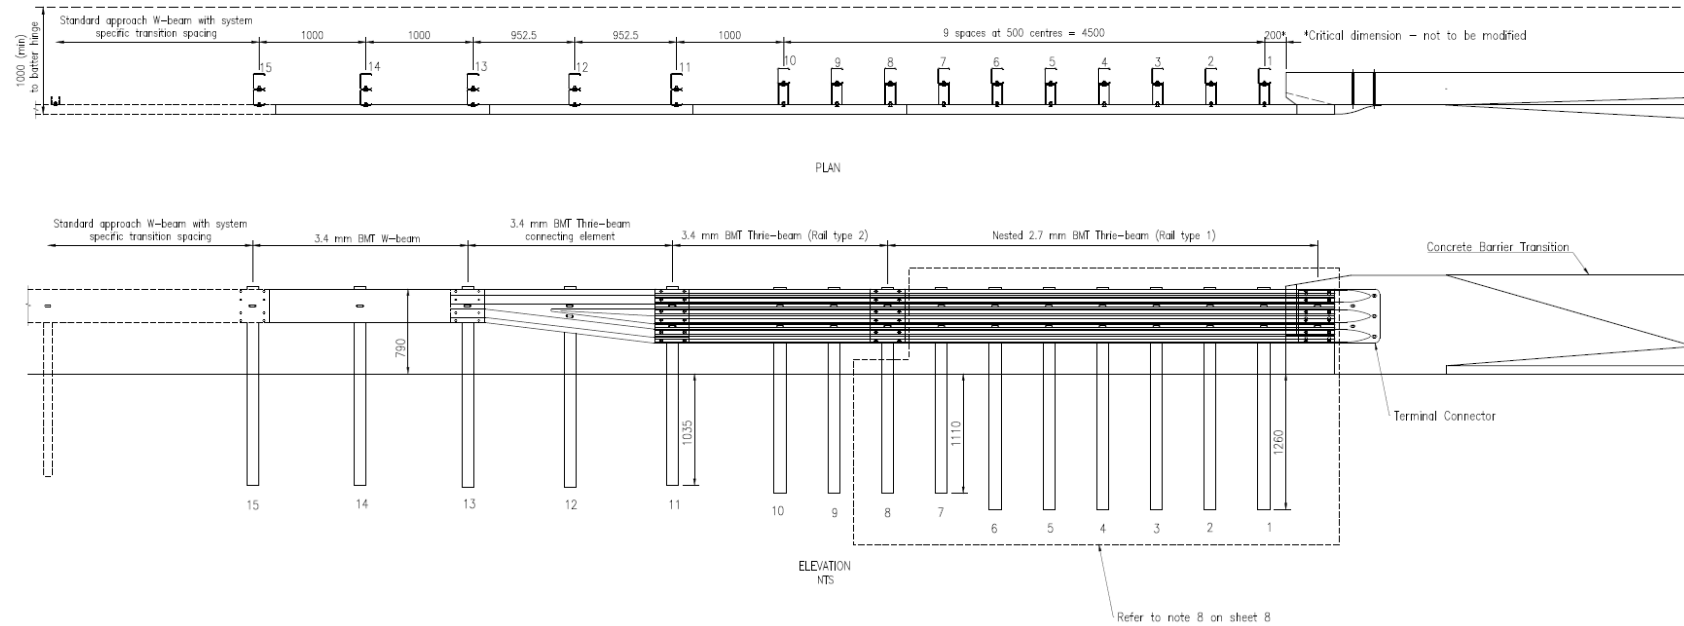 Standard approach W-beam with system
specific transition spacing
1000 (min)
to batter hinge
1000
1000
952.5
952.5
1000
9 spaces at 500 centres = 4500
200*
*Critical dimension - not to be modified
15
14
13
12
11
10
9
8
7
6
5
4
3
2
1
PLAN
Standard approach W-beam with system
specific transition spacing
3.4 mm BMT W-beam
3.4 mm BMT Thrie-beam
connecting element
3.4 mm BMT Thrie-beam (Rail type 2)
Nested 2.7 mm BMT Thrie-beam (Rail type 1)
Concrete Barrier Transition
790
1035
1110
1260
Terminal Connector
15
14
13
12
11
10
9
8
7
6
5
4
3
2
1
ELEVATION
NTS
Refer to note 8 on sheet 8